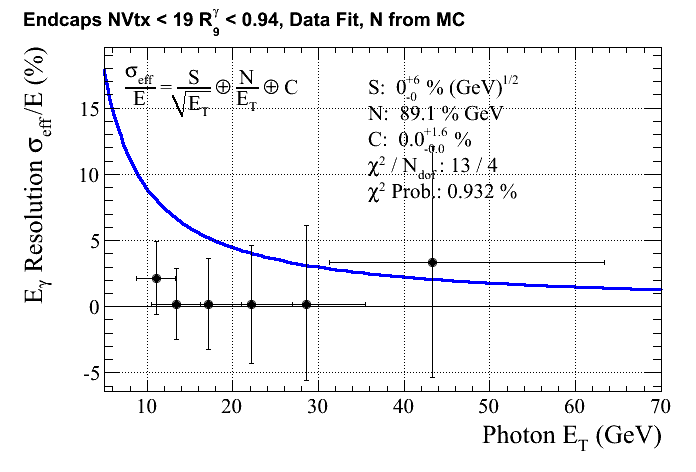 Endcaps NVtx < 19 R₉ᵞ < 0.94, Data Fit, N from MC
σ_eff/E = S/√E_T ⊕ N/E_T ⊕ C
S: 0 +6 -0 % (GeV)^1/2
N: 89.1 % GeV
C: 0.0 +1.6 -0.0 %
χ² / N_dof : 13 / 4
χ² Prob.: 0.932 %
E_γ Resolution σ_eff/E (%)
15
10
5
0
-5
10 20 30 40 50 60 70
Photon E_T (GeV)